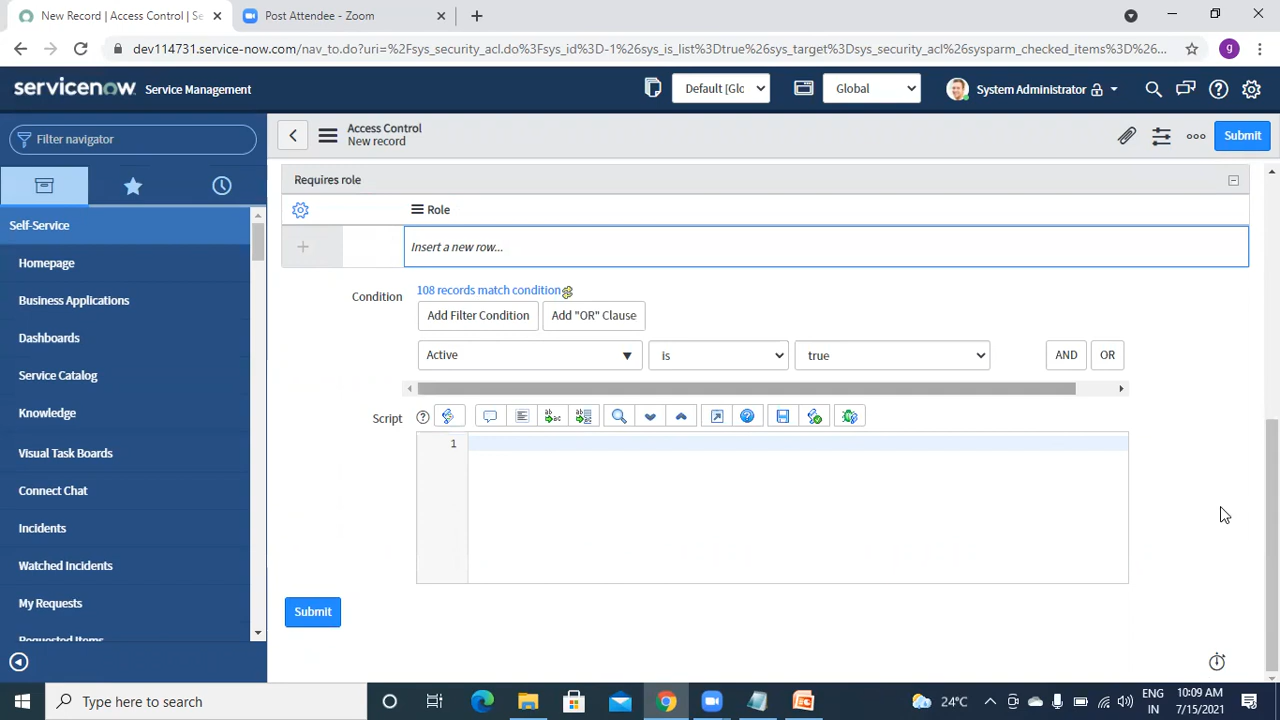 New Record | Access Control | Se
Post Attendee - Zoom
dev114731.service-now.com/nav_to.do?uri=%2Fsys_security_acl.do%3Fsys_id%3D-1%26sys_is_list%3Dtrue%26sys_target%3Dsys_security_acl%26sysparm_checked_items%3D%26...
g
servicenow Service Management
Default [Glo
Global
System Administrator
Filter navigator
Access Control
New record
Submit
Self-Service
Homepage
Business Applications
Dashboards
Service Catalog
Knowledge
Visual Task Boards
Connect Chat
Incidents
Watched Incidents
My Requests
Requested Items
Requires role
Role
Insert a new row...
Condition
108 records match condition
Add Filter Condition
Add "OR" Clause
Active
is
true
AND
OR
Script
1
Submit
Type here to search
24°C
ENG
IN
10:09 AM
7/15/2021